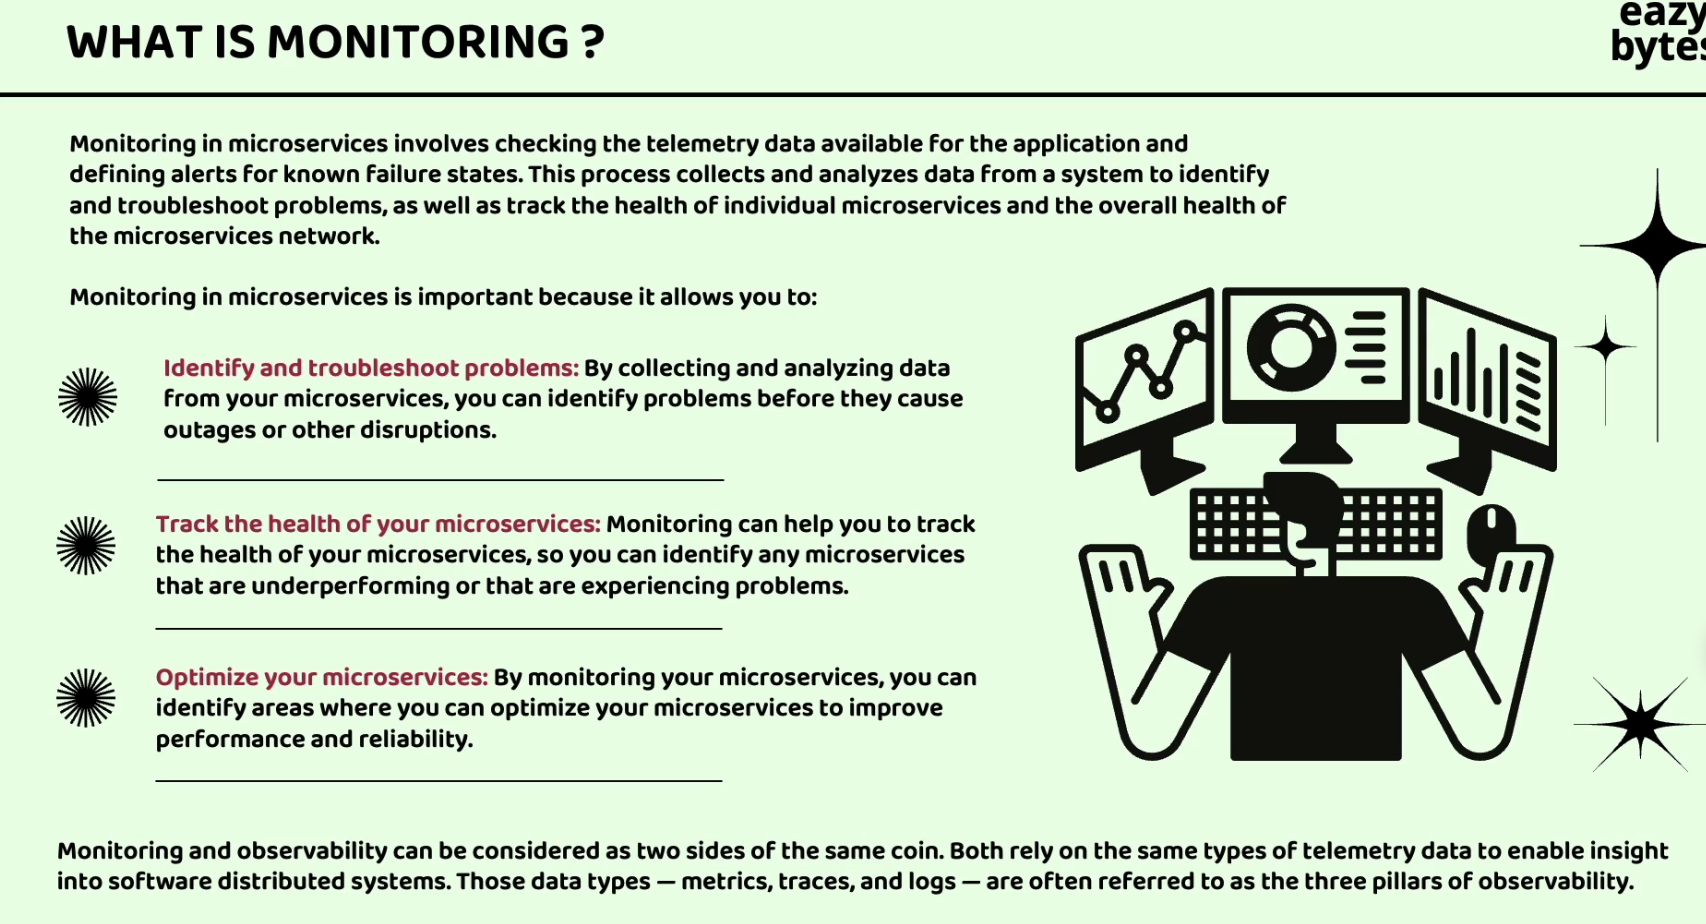 WHAT IS MONITORING ?
eazy
bytes
Monitoring in microservices involves checking the telemetry data available for the application and
defining alerts for known failure states. This process collects and analyzes data from a system to identify
and troubleshoot problems, as well as track the health of individual microservices and the overall health of
the microservices network.
Monitoring in microservices is important because it allows you to:
Identify and troubleshoot problems: By collecting and analyzing data
from your microservices, you can identify problems before they cause
outages or other disruptions.
Track the health of your microservices: Monitoring can help you to track
the health of your microservices, so you can identify any microservices
that are underperforming or that are experiencing problems.
Optimize your microservices: By monitoring your microservices, you can
identify areas where you can optimize your microservices to improve
performance and reliability.
Monitoring and observability can be considered as two sides of the same coin. Both rely on the same types of telemetry data to enable insight
into software distributed systems. Those data types — metrics, traces, and logs — are often referred to as the three pillars of observability.